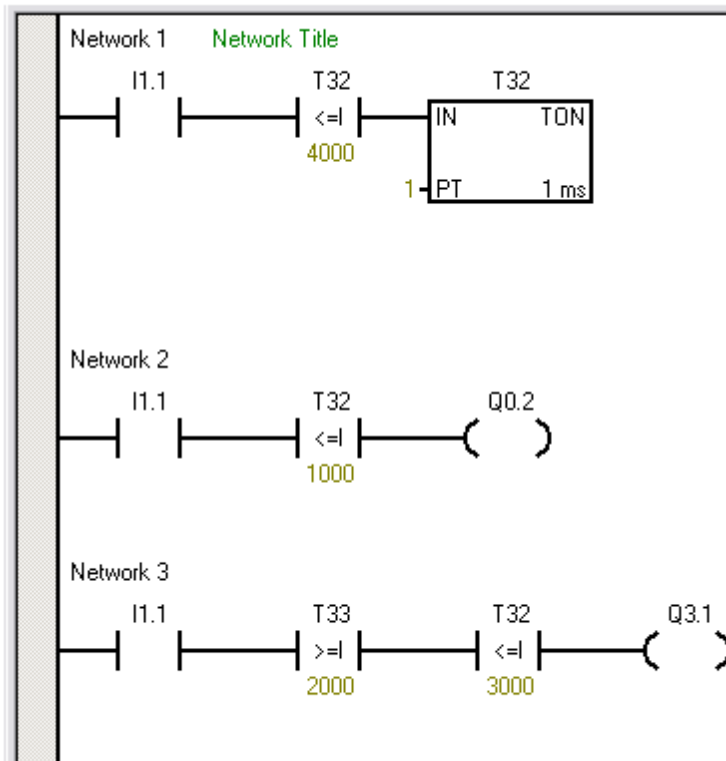 Network 1 Network Title
I1.1 T32 T32
<=I IN TON
4000
1 PT 1 ms
Network 2
I1.1 T32 Q0.2
<=I
1000
Network 3
I1.1 T33 T32 Q3.1
>=I <=I
2000 3000